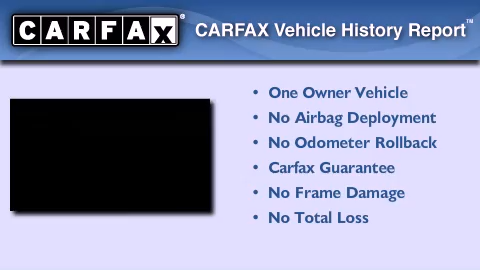 CARFAX® CARFAX Vehicle History Report™
• One Owner Vehicle
• No Airbag Deployment
• No Odometer Rollback
• Carfax Guarantee
• No Frame Damage
• No Total Loss